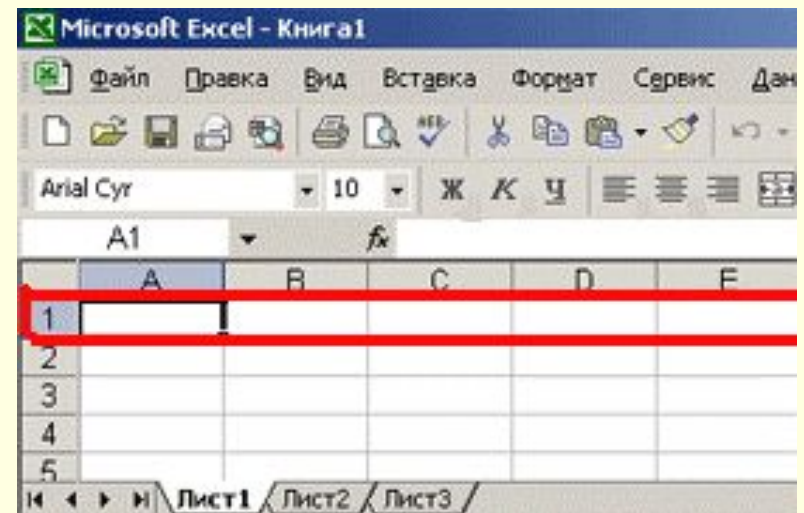 Microsoft Excel - Книга1
Файл Правка Вид Вставка Формат Сервис Дан
Arial Cyr 10 Ж К Ч
A1 fx
A B C D E
1
2
3
4
5
Лист1 Лист2 Лист3